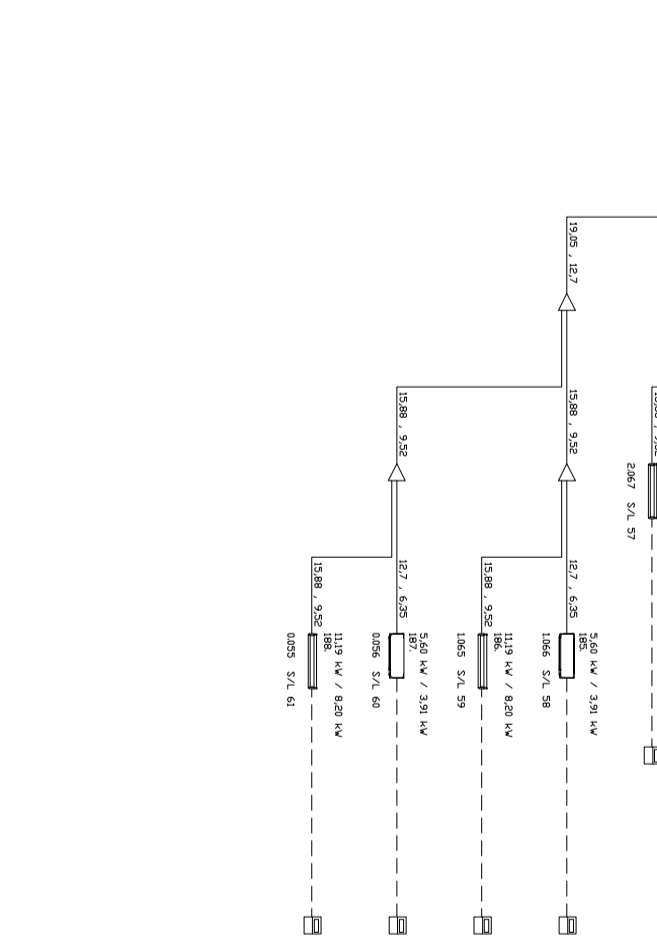 19,05 , 12,7
15,88 , 9,52
15,88 , 9,52
2.067 S/L 57
15,88 , 9,52
12,7 , 6,35
15,88 , 9,52
12,7 , 6,35
11,19 kW / 8,20 kW
188.
0.055 S/L 61
5,60 kW / 3,91 kW
187.
0.056 S/L 60
11,19 kW / 8,20 kW
186.
1.065 S/L 59
5,60 kW / 3,91 kW
185.
1.066 S/L 58